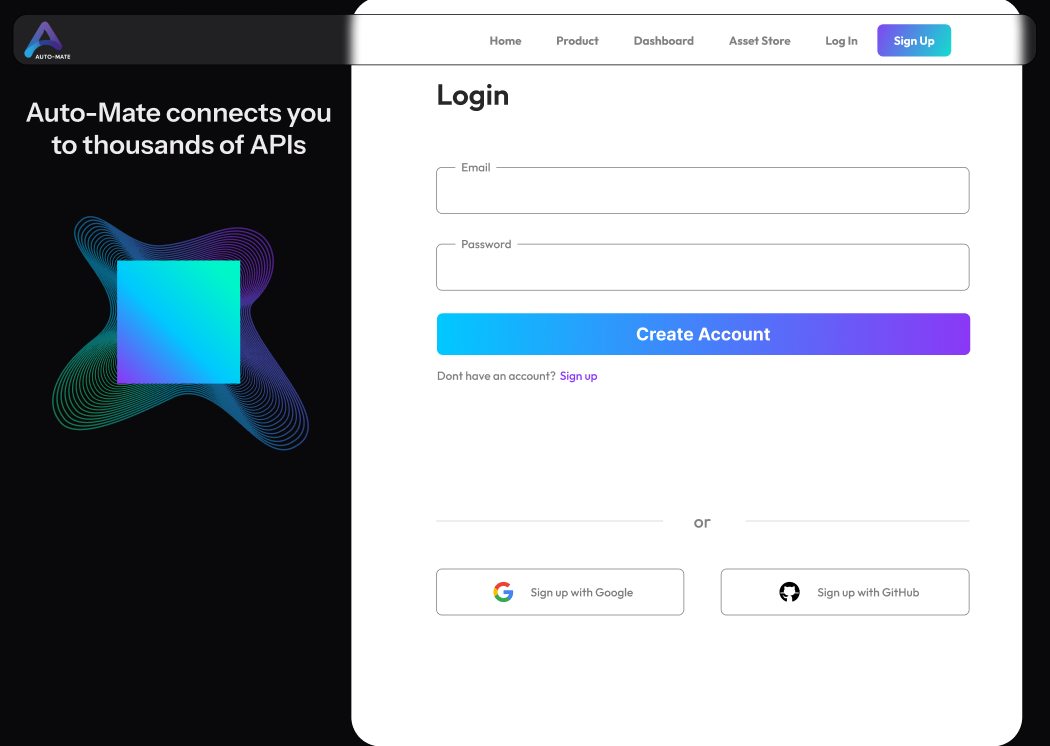 AUTO-MATE
Home Product Dashboard Asset Store Log In Sign Up
Auto-Mate connects you
to thousands of APIs
Login
Email
Password
Create Account
Dont have an account? Sign up
or
Sign up with Google
Sign up with GitHub